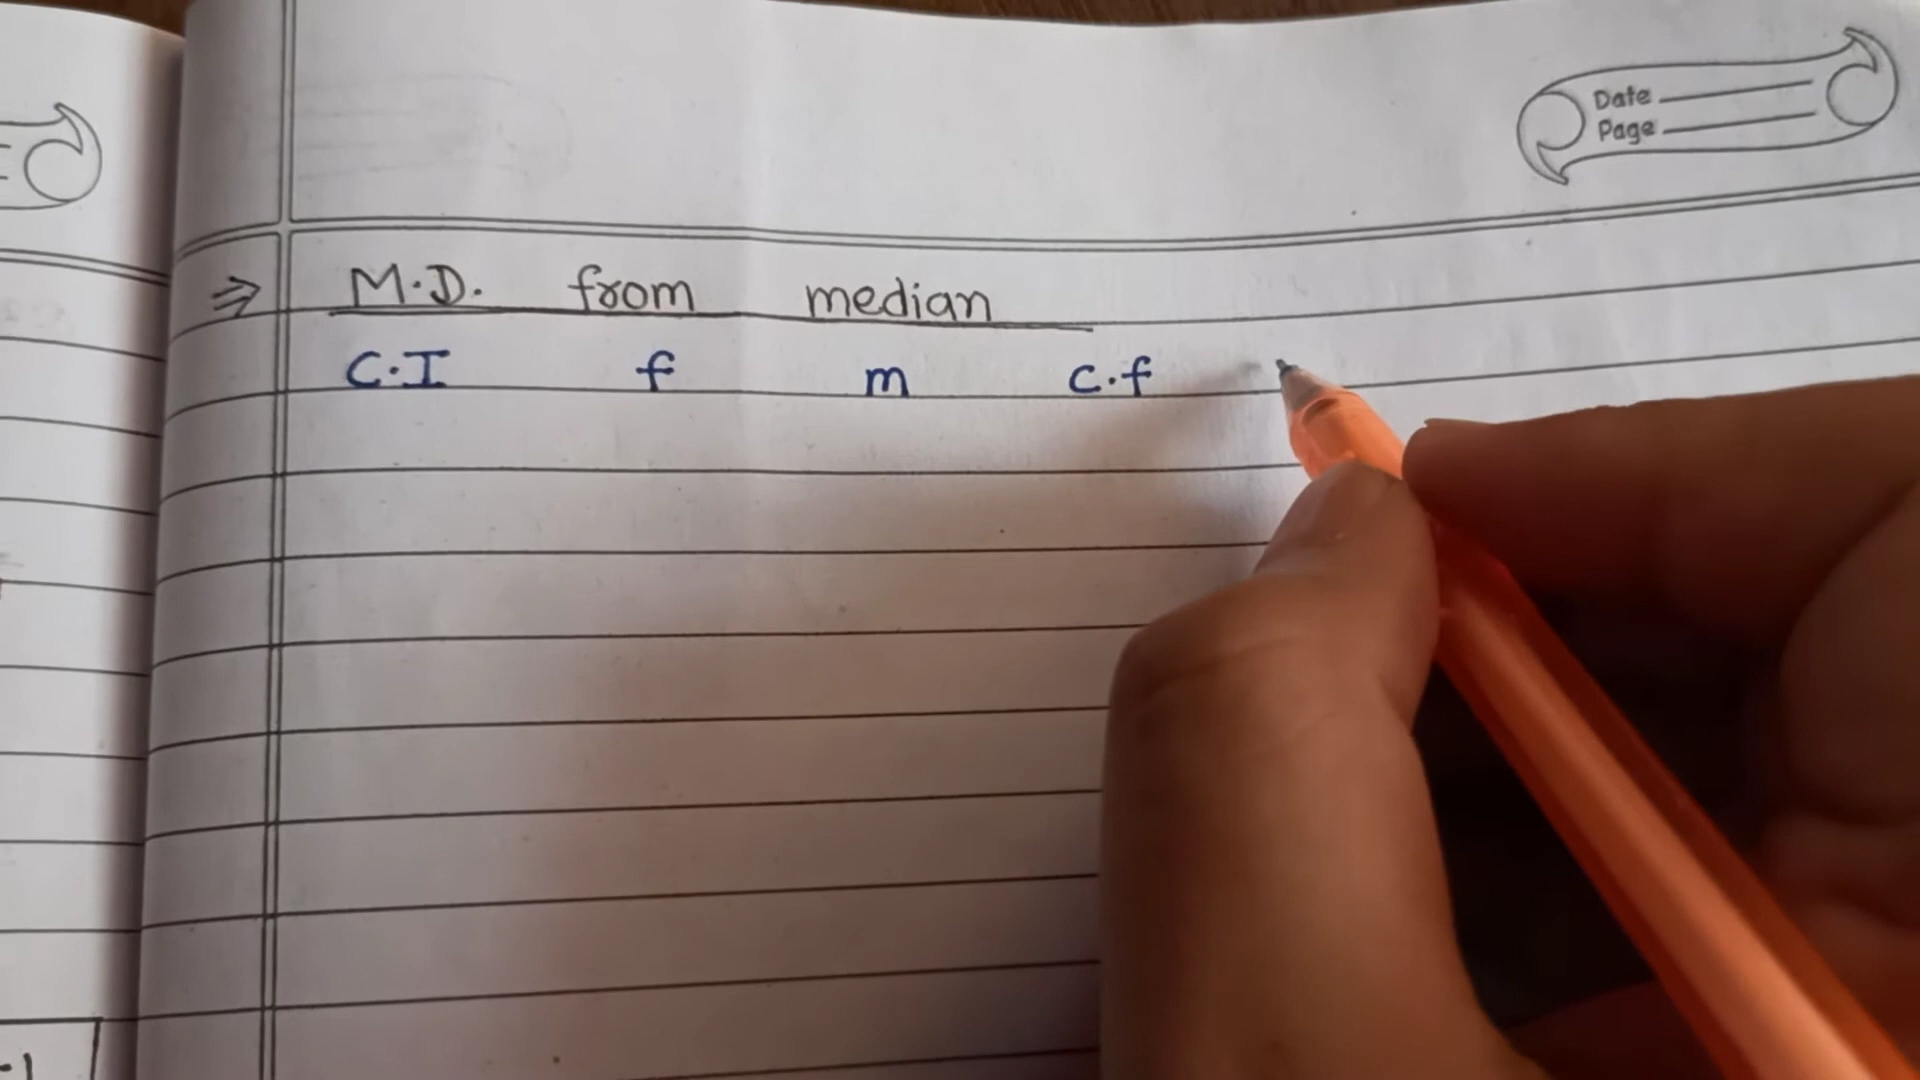 Date
Page
⇒ M.D. from median
C.I f m c.f